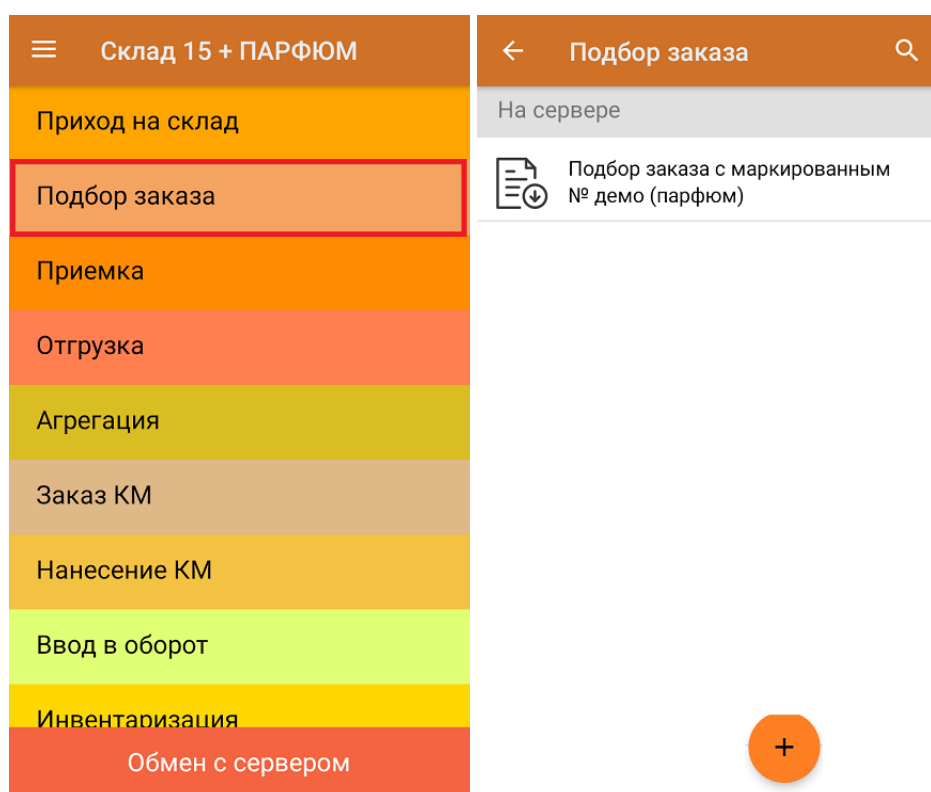 Склад 15 + ПАРФЮМ
Приход на склад
Подбор заказа
Приемка
Отгрузка
Агрегация
Заказ КМ
Нанесение КМ
Ввод в оборот
Инвентаризация
Обмен с сервером
Подбор заказа
На сервере
Подбор заказа с маркированным
№ демо (парфюм)